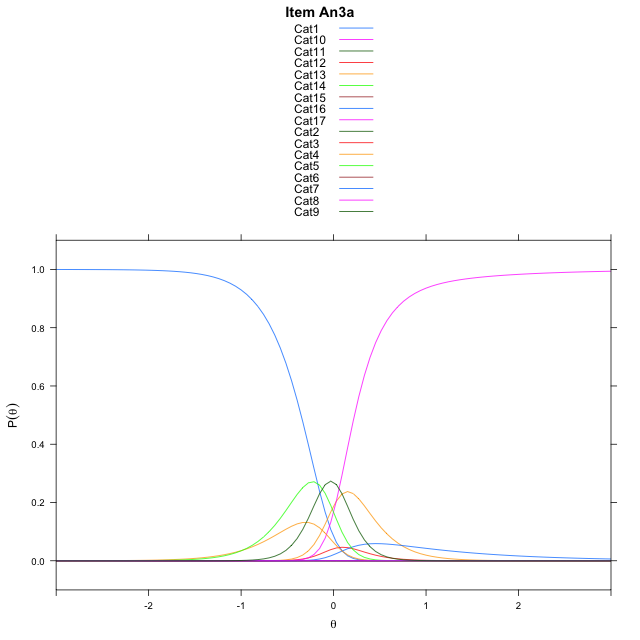 Item An3a
Cat1
Cat10
Cat11
Cat12
Cat13
Cat14
Cat15
Cat16
Cat17
Cat2
Cat3
Cat4
Cat5
Cat6
Cat7
Cat8
Cat9
1.0
0.8
0.6
0.4
0.2
0.0
P(θ)
-2
-1
0
1
2
θ